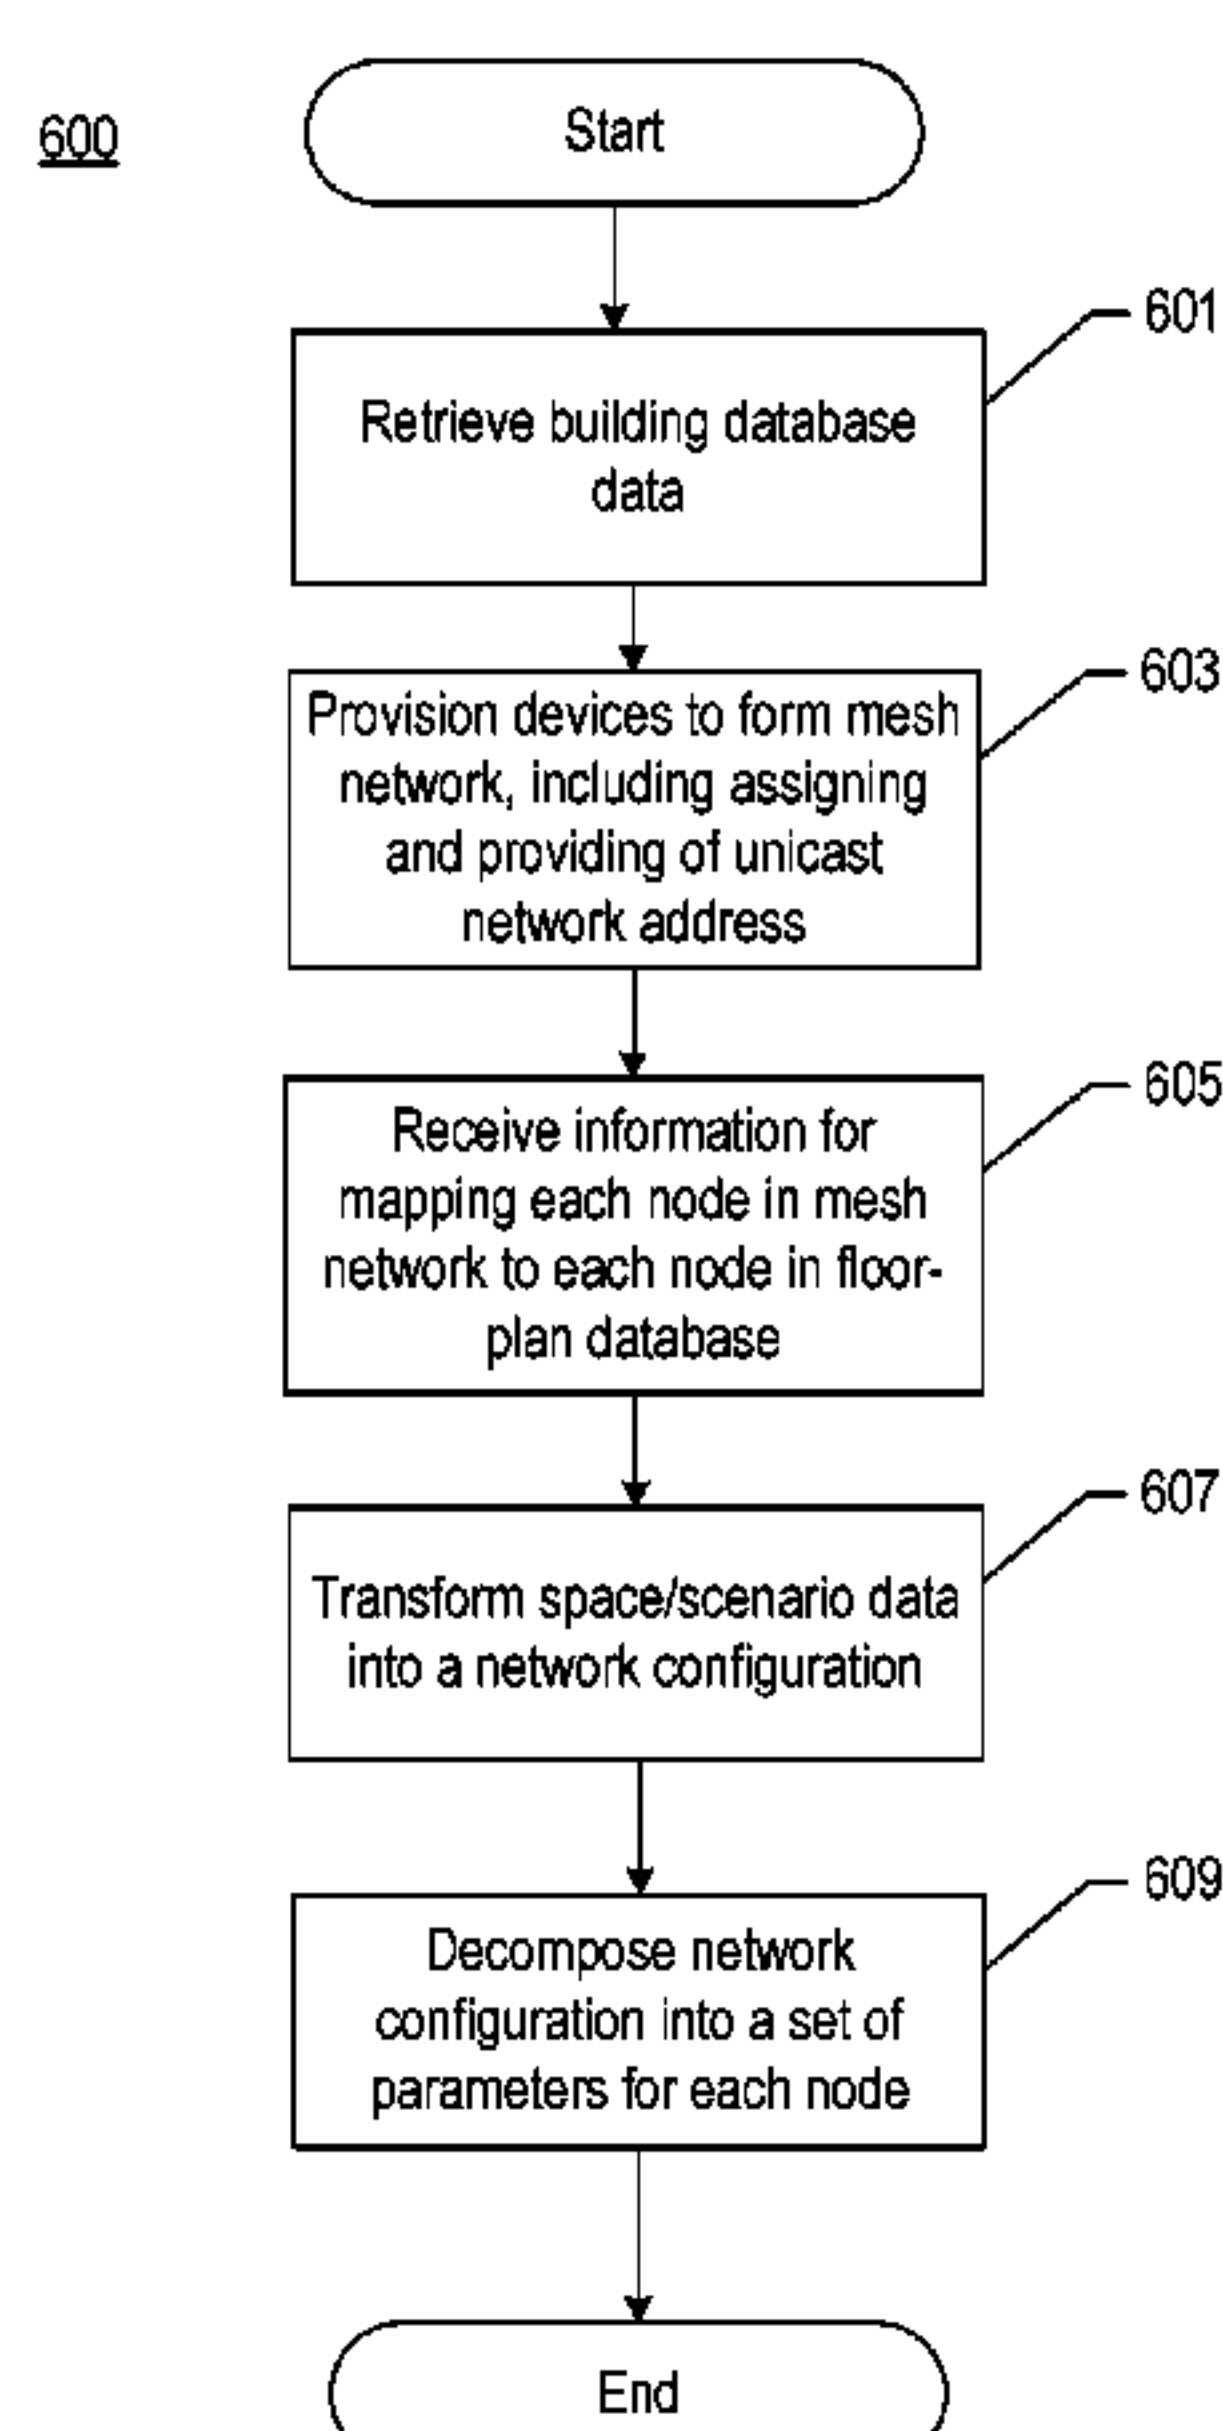 600
Start
601
Retrieve building database
data
603
Provision devices to form mesh
network, including assigning
and providing of unicast
network address
605
Receive information for
mapping each node in mesh
network to each node in floor-
plan database
607
Transform space/scenario data
into a network configuration
609
Decompose network
configuration into a set of
parameters for each node
End